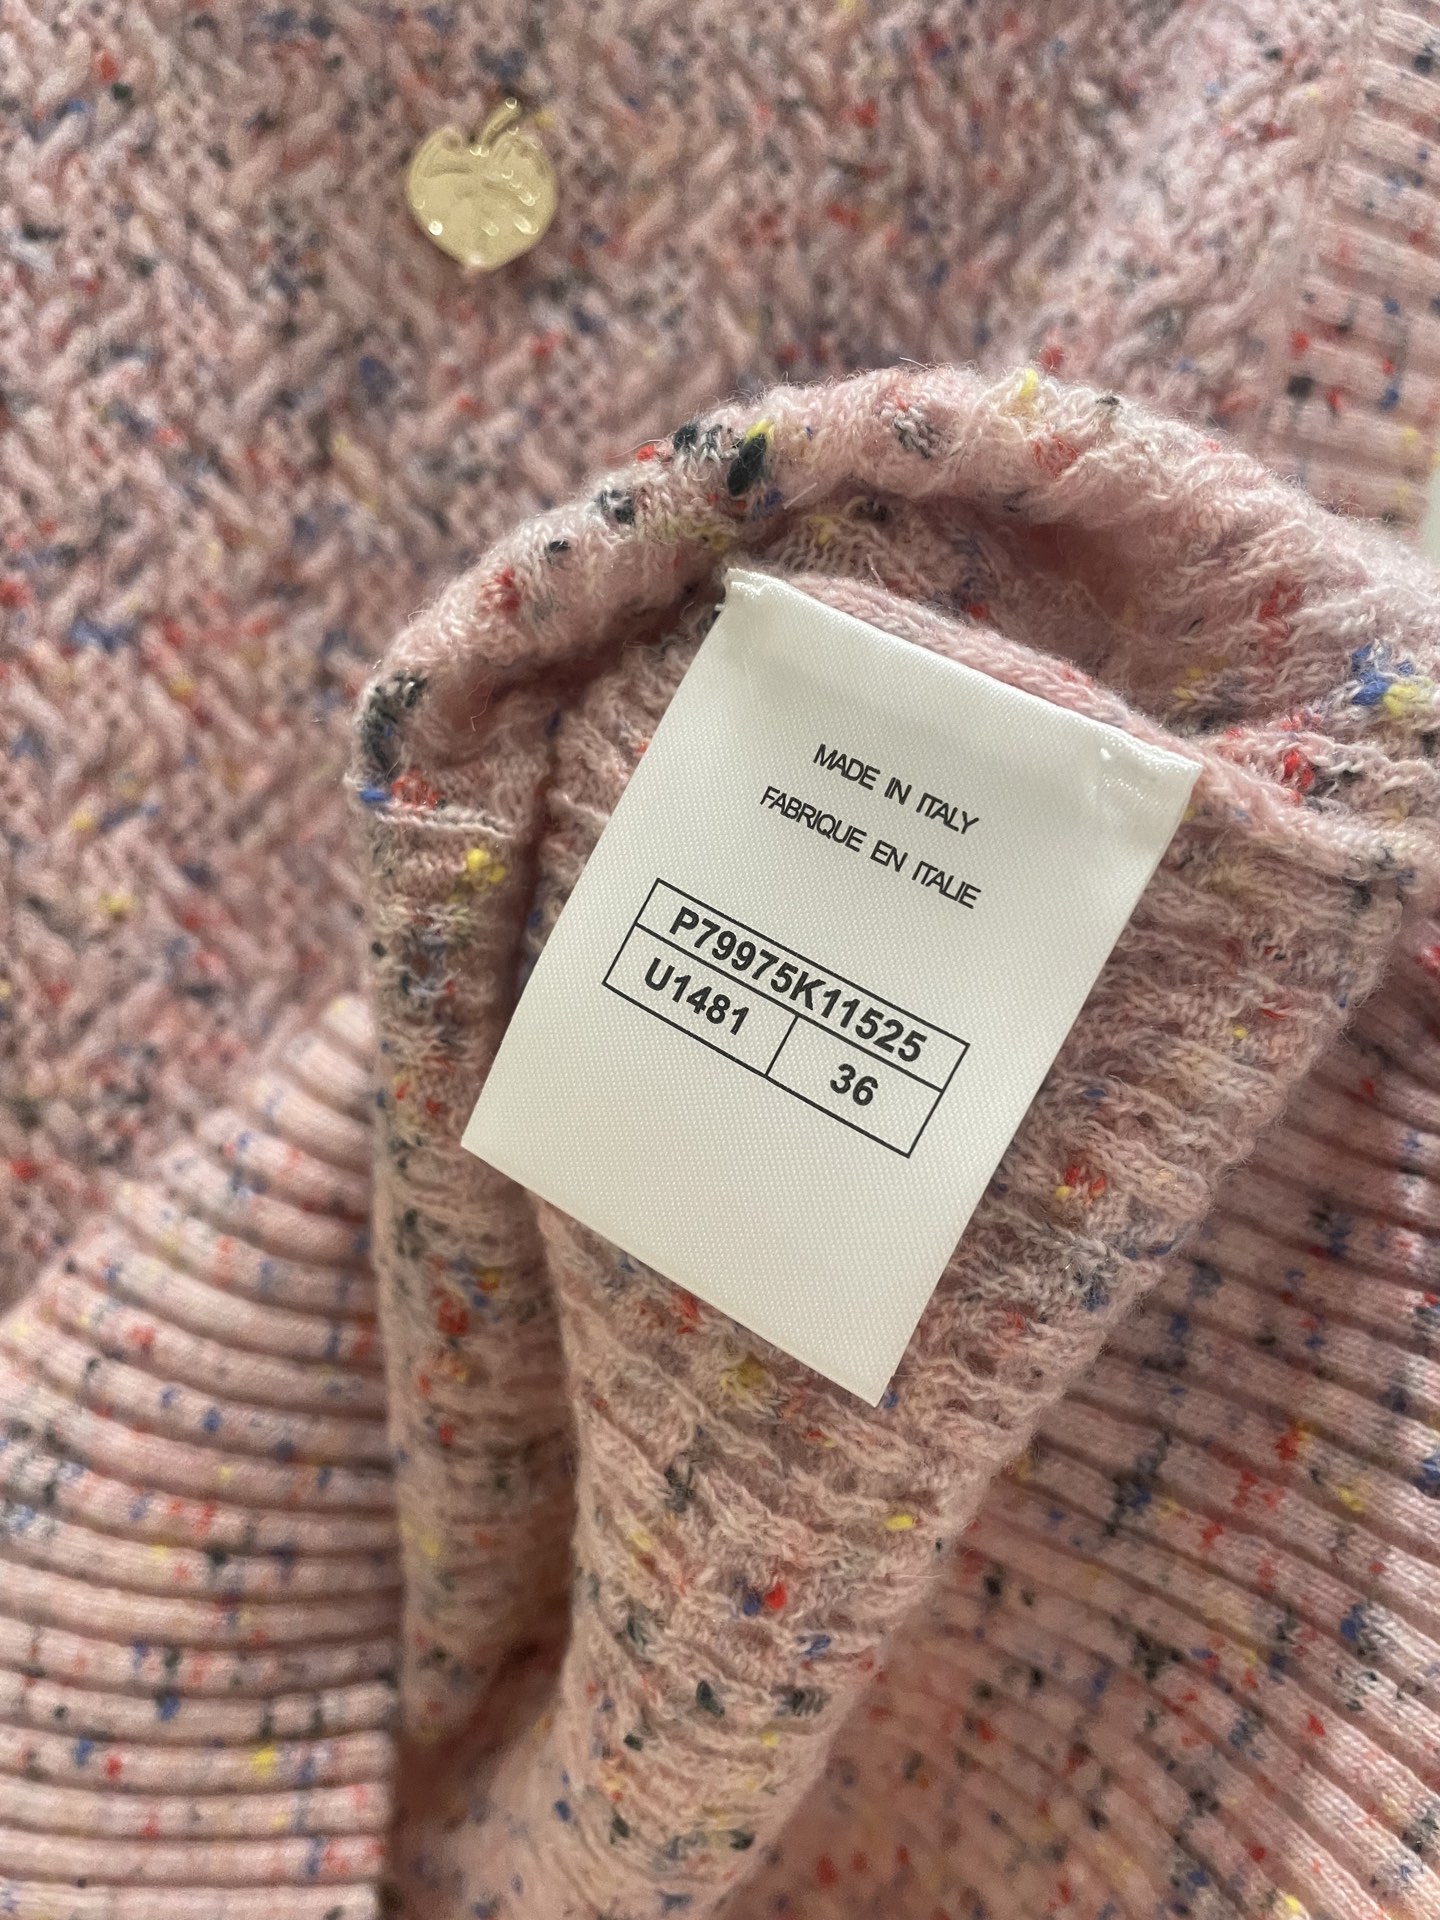 MADE IN ITALY
FABRIQUE EN ITALIE
P79975K11525
U1481 36